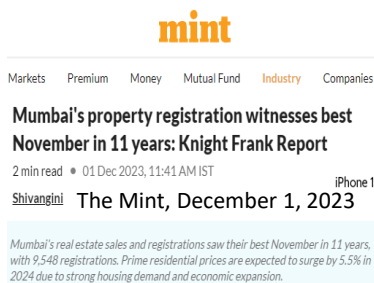 mint
Markets Premium Money Mutual Fund Industry Companies
Mumbai's property registration witnesses best
November in 11 years: Knight Frank Report
2 min read • 01 Dec 2023, 11:41 AM IST
iPhone 1
Shivangini The Mint, December 1, 2023
Mumbai's real estate sales and registrations saw their best November in 11 years,
with 9,548 registrations. Prime residential prices are expected to surge by 5.5% in
2024 due to strong housing demand and economic expansion.